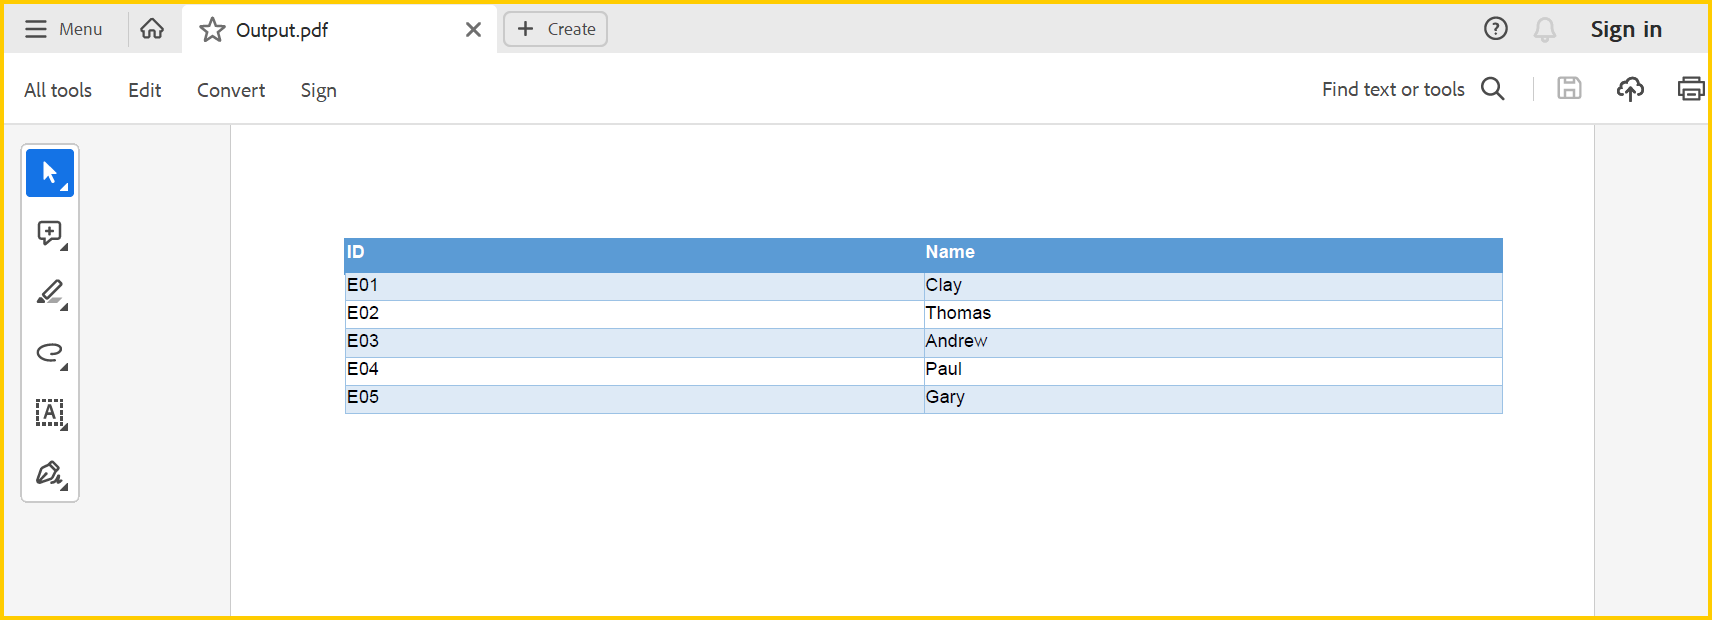 Menu Output.pdf Create ? Sign in
All tools Edit Convert Sign Find text or tools
A
ID Name
E01 Clay
E02 Thomas
E03 Andrew
E04 Paul
E05 Gary